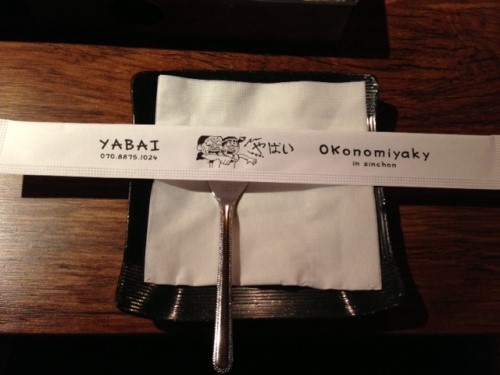 YABAI
070.8875.1024
やばい
OKonomiyaky
in sinchon